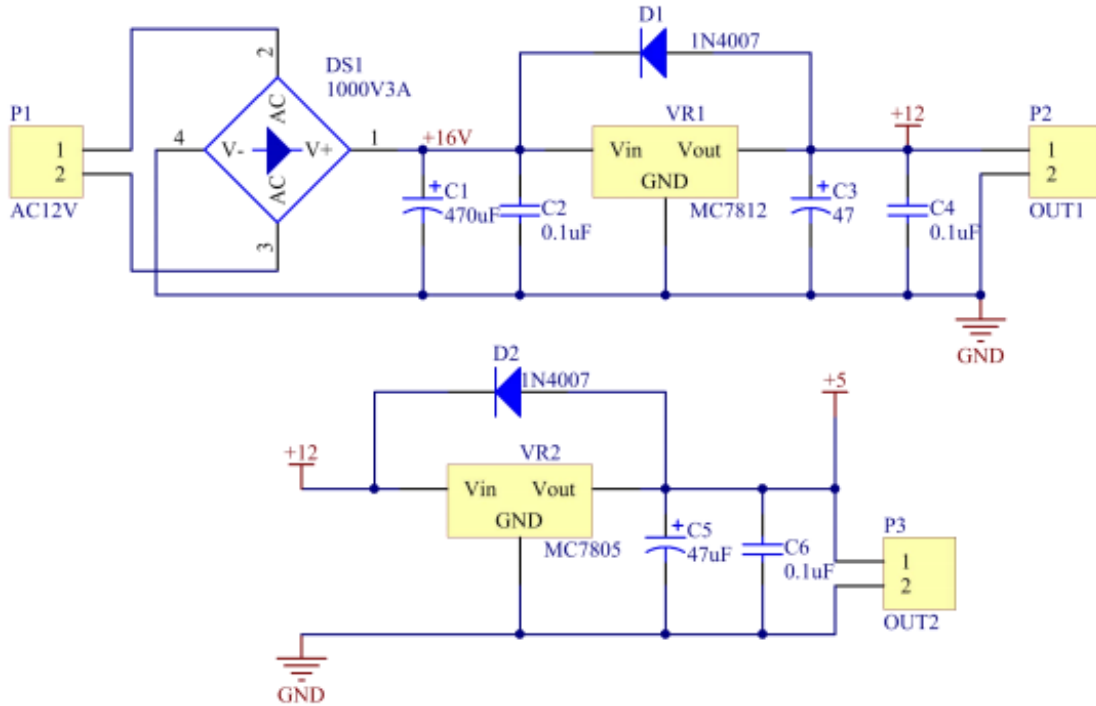 D1
1N4007
DS1
1000V3A
2
AC
P1
1
2
AC12V
4
V-
V+
1
AC
3
+16V
VR1
Vin
Vout
GND
MC7812
+12
P2
1
2
OUT1
C1
470uF
C2
0.1uF
C3
47
C4
0.1uF
GND
D2
1N4007
+5
+12
VR2
Vin
Vout
GND
MC7805
C5
47uF
C6
0.1uF
P3
1
2
OUT2
GND